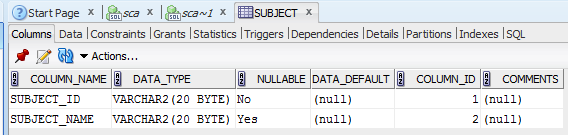 Start Page sca sca~1 SUBJECT
Columns Data Constraints Grants Statistics Triggers Dependencies Details Partitions Indexes SQL
Actions...
COLUMN_NAME DATA_TYPE NULLABLE DATA_DEFAULT COLUMN_ID COMMENTS
SUBJECT_ID VARCHAR2(20 BYTE) No (null) 1 (null)
SUBJECT_NAME VARCHAR2(20 BYTE) Yes (null) 2 (null)